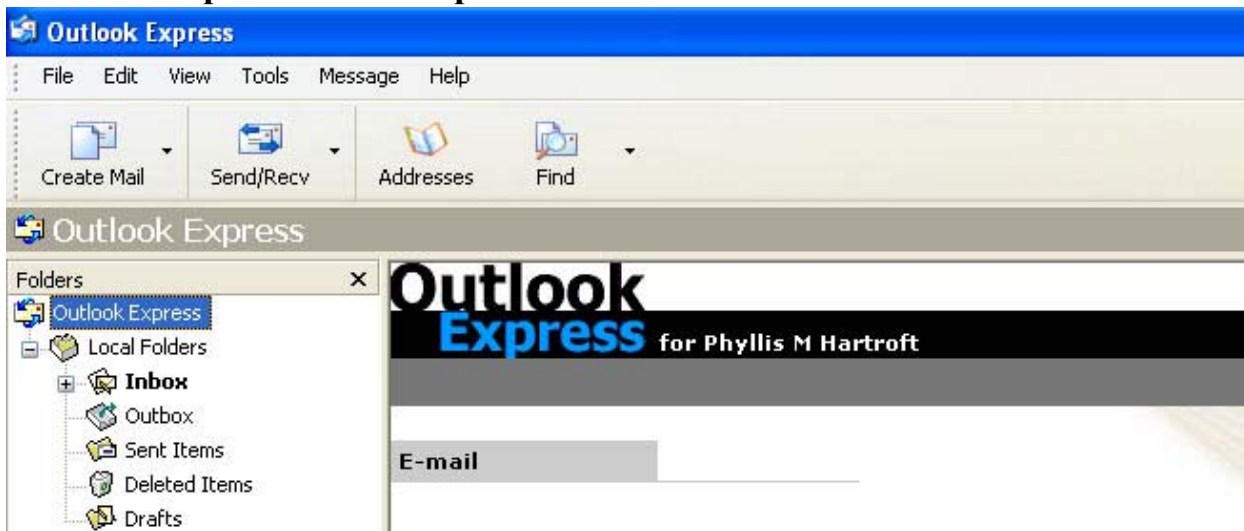 Outlook Express
File Edit View Tools Message Help
Create Mail Send/Recv Addresses Find
Outlook Express
Folders x
Outlook Express
Local Folders
Inbox
Outbox
Sent Items
Deleted Items
Drafts
Outlook
Express for Phyllis M Hartroft
E-mail